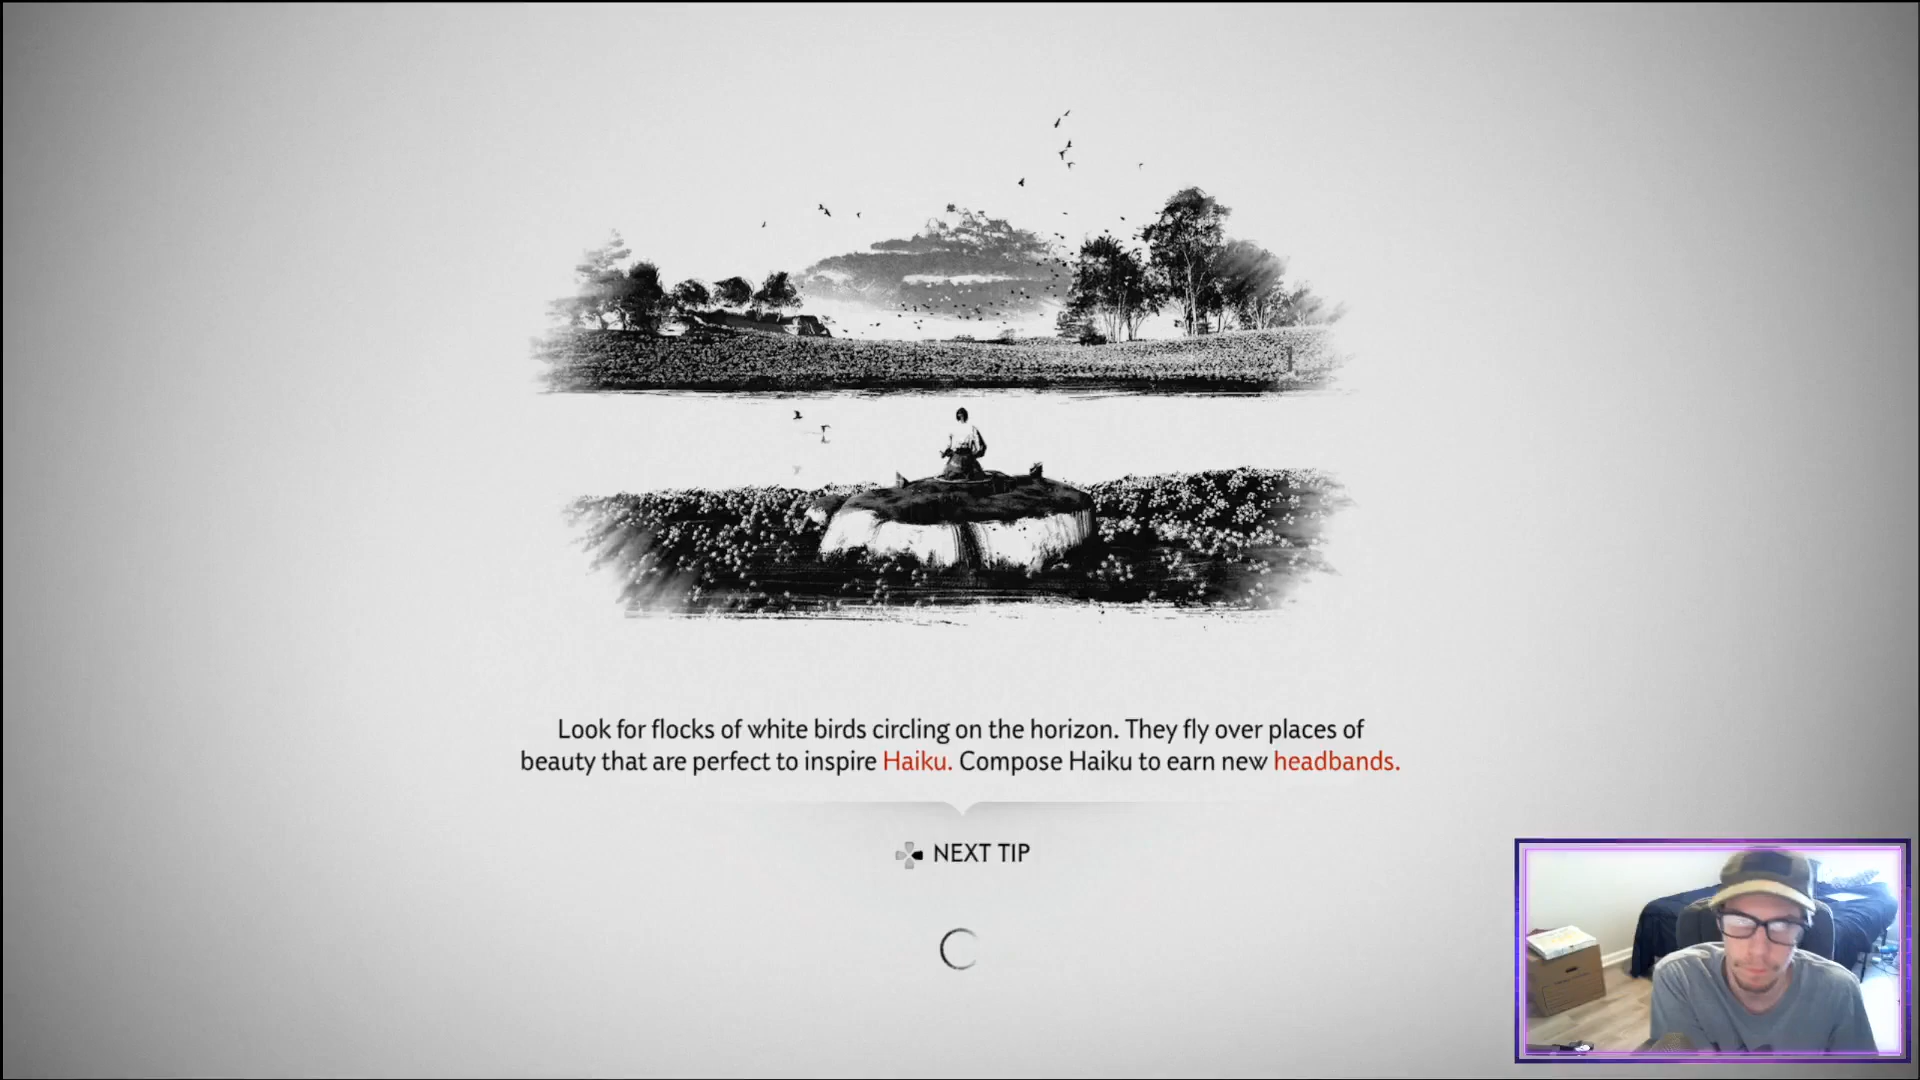 Look for flocks of white birds circling on the horizon. They fly over places of
beauty that are perfect to inspire Haiku. Compose Haiku to earn new headbands.
NEXT TIP